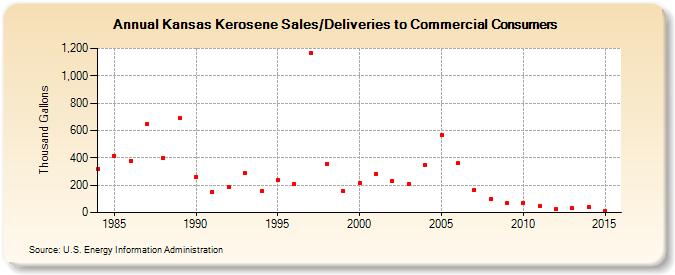 Annual Kansas Kerosene Sales/Deliveries to Commercial Consumers
Thousand Gallons
1,200
1,000
800
600
400
200
0
1985 1990 1995 2000 2005 2010 2015
Source: U.S. Energy Information Administration